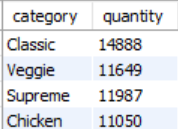 category quantity
Classic 14888
Veggie 11649
Supreme 11987
Chicken 11050